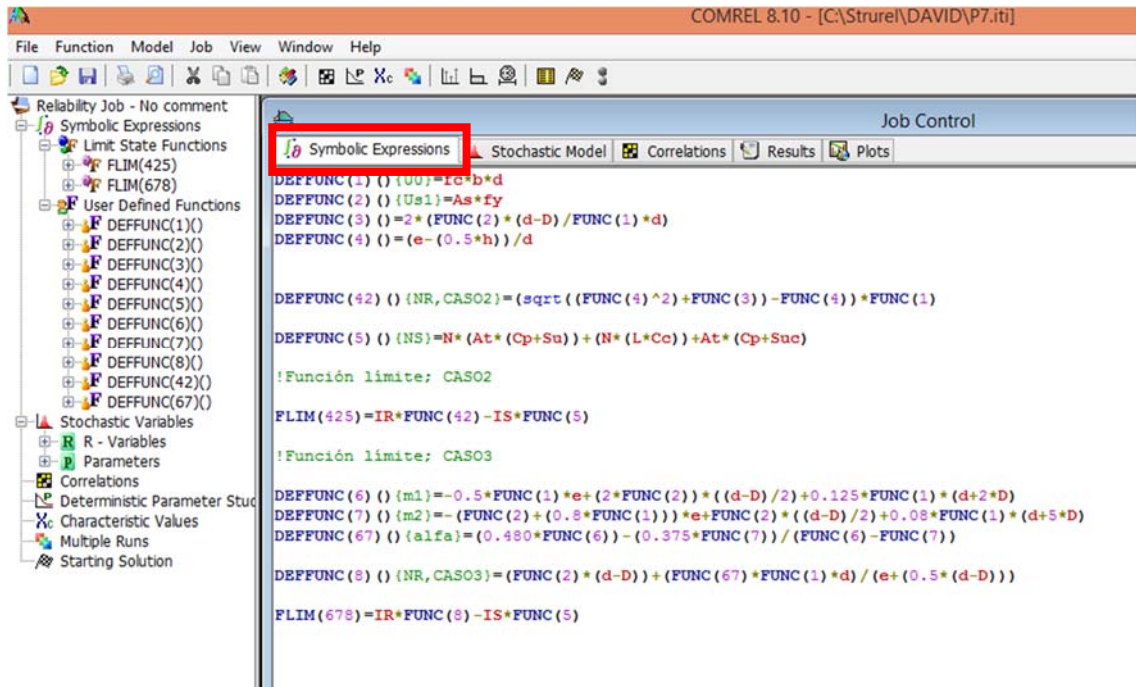 COMREL 8.10 - [C:\Strurel\DAVID\P7.iti]
File Function Model Job View Window Help
Reliability Job - No comment
Symbolic Expressions
Limit State Functions
FLIM(425)
FLIM(678)
User Defined Functions
DEFFUNC(1)()
DEFFUNC(2)()
DEFFUNC(3)()
DEFFUNC(4)()
DEFFUNC(5)()
DEFFUNC(6)()
DEFFUNC(7)()
DEFFUNC(8)()
DEFFUNC(42)()
DEFFUNC(67)()
Stochastic Variables
R - Variables
Parameters
Correlations
Deterministic Parameter Stud
Characteristic Values
Multiple Runs
Starting Solution
Job Control
Symbolic Expressions Stochastic Model Correlations Results Plots
DEFFUNC(1)(){U0}=fc*b*d
DEFFUNC(2)(){Us1}=As*fy
DEFFUNC(3)()=2*(FUNC(2)*(d-D)/FUNC(1)*d)
DEFFUNC(4)()=(e-(0.5*h))/d
DEFFUNC(42)(){NR,CASO2}=(sqrt((FUNC(4)^2)+FUNC(3))-FUNC(4))*FUNC(1)
DEFFUNC(5)(){NS}=N*(At*(Cp+Su))+(N*(L*Cc))+At*(Cp+Suc)
!Función límite; CASO2
FLIM(425)=IR*FUNC(42)-IS*FUNC(5)
!Función límite; CASO3
DEFFUNC(6)(){m1}=-0.5*FUNC(1)*e+(2*FUNC(2))*((d-D)/2)+0.125*FUNC(1)*(d+2*D)
DEFFUNC(7)(){m2}=-(FUNC(2)+(0.8*FUNC(1)))*e+FUNC(2)*((d-D)/2)+0.08*FUNC(1)*(d+5*D)
DEFFUNC(67)(){alfa}=(0.480*FUNC(6))-(0.375*FUNC(7))/(FUNC(6)-FUNC(7))
DEFFUNC(8)(){NR,CASO3}=(FUNC(2)*(d-D))+(FUNC(67)*FUNC(1)*d)/(e+(0.5*(d-D)))
FLIM(678)=IR*FUNC(8)-IS*FUNC(5)